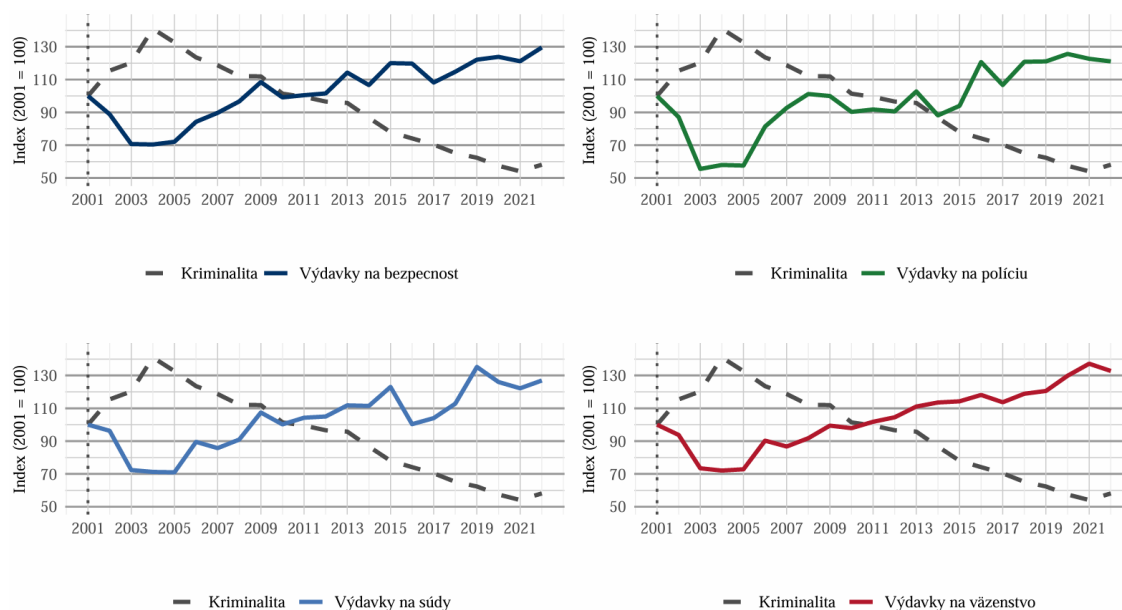 Index (2001 = 100)
130
110
90
70
50
2001 2003 2005 2007 2009 2011 2013 2015 2017 2019 2021
Kriminalita Výdavky na bezpecnost
Index (2001 = 100)
130
110
90
70
50
2001 2003 2005 2007 2009 2011 2013 2015 2017 2019 2021
Kriminalita Výdavky na políciu
Index (2001 = 100)
130
110
90
70
50
2001 2003 2005 2007 2009 2011 2013 2015 2017 2019 2021
Kriminalita Výdavky na súdy
Index (2001 = 100)
130
110
90
70
50
2001 2003 2005 2007 2009 2011 2013 2015 2017 2019 2021
Kriminalita Výdavky na väzenstvo